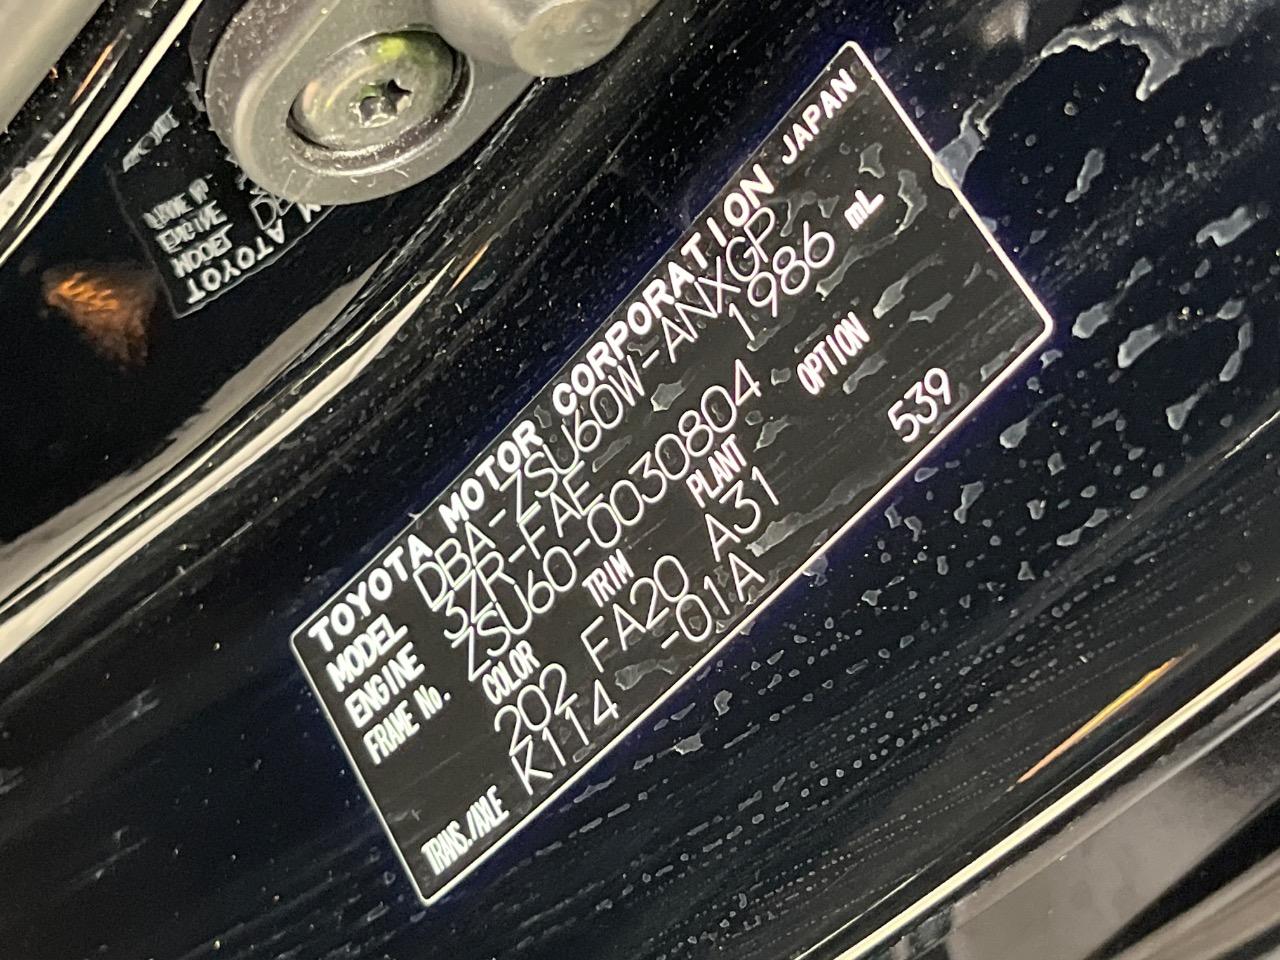 TOYOTA MOTOR CORPORATION JAPAN
MODEL DBA-ZSU60W-ANXGP
ENGINE 3ZR-FAE 1986 mL
FRAME No. ZSU60-0030804
COLOR TRIM PLANT OPTION
202 FA20 A31 539
TRANS./AXLE K114 -01A